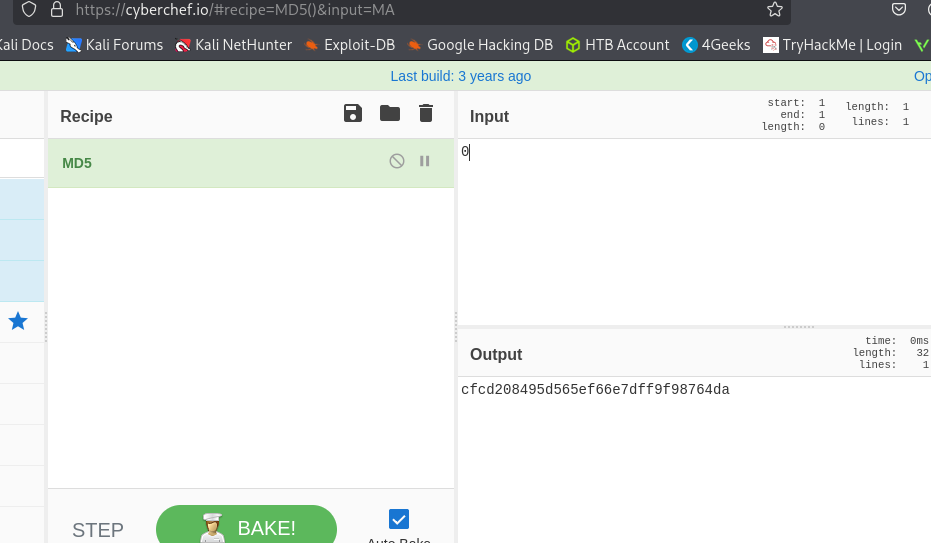 https://cyberchef.io/#recipe=MD5()&input=MA
Kali Docs Kali Forums Kali NetHunter Exploit-DB Google Hacking DB HTB Account 4Geeks TryHackMe | Login
Last build: 3 years ago Op
Recipe
Input
start: 1
end: 1
length: 0
length: 1
lines: 1
MD5
0
Output
time: 0ms
length: 32
lines: 1
cfcd208495d565ef66e7dff9f98764da
STEP
BAKE!
Auto Bake